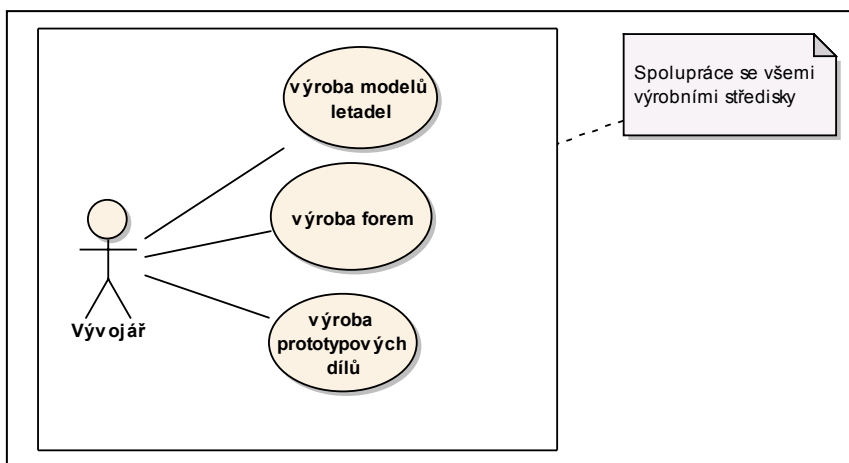 výroba modelů
letadel
Spolupráce se všemi
výrobními středisky
výroba forem
Vývojář
výroba
prototypových
dílů